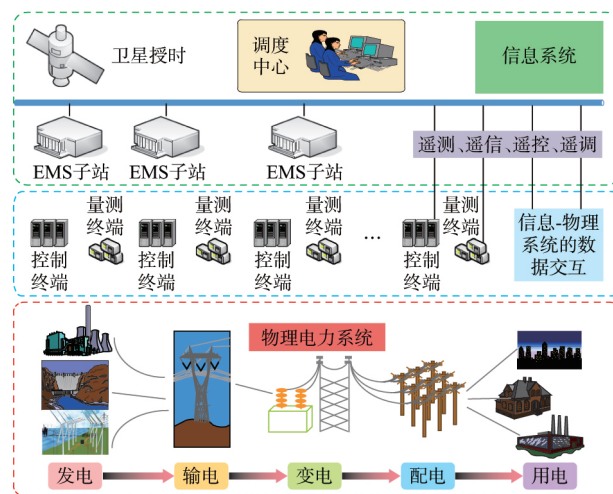 卫星授时
调度
中心
信息系统
EMS子站
EMS子站
EMS子站
遥测、遥信、遥控、遥调
量测
终端
量测
终端
量测
终端
量测
终端
控制
终端
控制
终端
控制
终端
...
控制
终端
信息-物理
系统的数
据交互
物理电力系统
发电
输电
变电
配电
用电